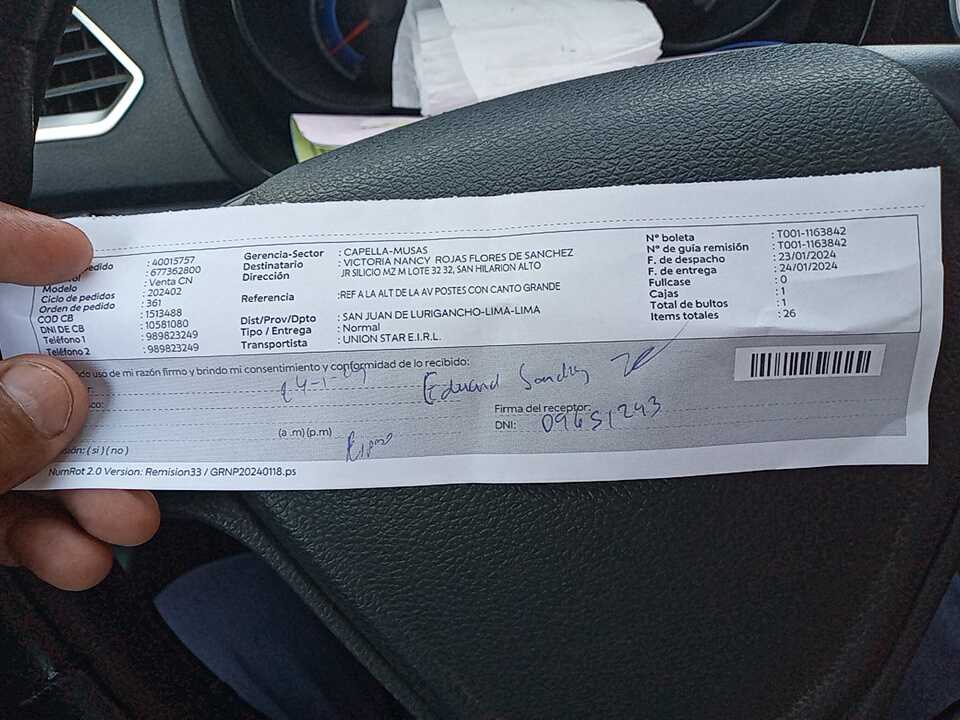 edido : 40015757
: 677362800
Modelo : Venta CN
Ciclo de pedidos : 202402
Orden de pedido : 361
COD CB : 1513488
DNI DE CB : 10581080
Teléfono 1 : 989823249
Teléfono 2 : 989823249
Gerencia-Sector : CAPELLA-MUSAS
Destinatario : VICTORIA NANCY ROJAS FLORES DE SANCHEZ
Dirección JR SILICIO MZ M LOTE 32 32, SAN HILARION ALTO
Referencia :REF A LA ALT DE LA AV POSTES CON CANTO GRANDE
Dist/Prov/Dpto : SAN JUAN DE LURIGANCHO-LIMA-LIMA
Tipo / Entrega : Normal
Transportista : UNION STAR E.I.R.L.
N° boleta : T001-1163842
N° de guía remisión : T001-1163842
F. de despacho : 23/01/2024
F. de entrega : 24/01/2024
Fullcase : 0
Cajas : 1
Total de bultos : 1
Items totales : 26
ndo uso de mi razón firmo y brindo mi consentimiento y conformidad de lo recibido:
24-1-24
Eduard
Firma del receptor:
DNI: 09651243
(a .m) (p.m)
sión: ( si ) ( no )
NumRot 2.0 Version: Remision33 / GRNP20240118.ps